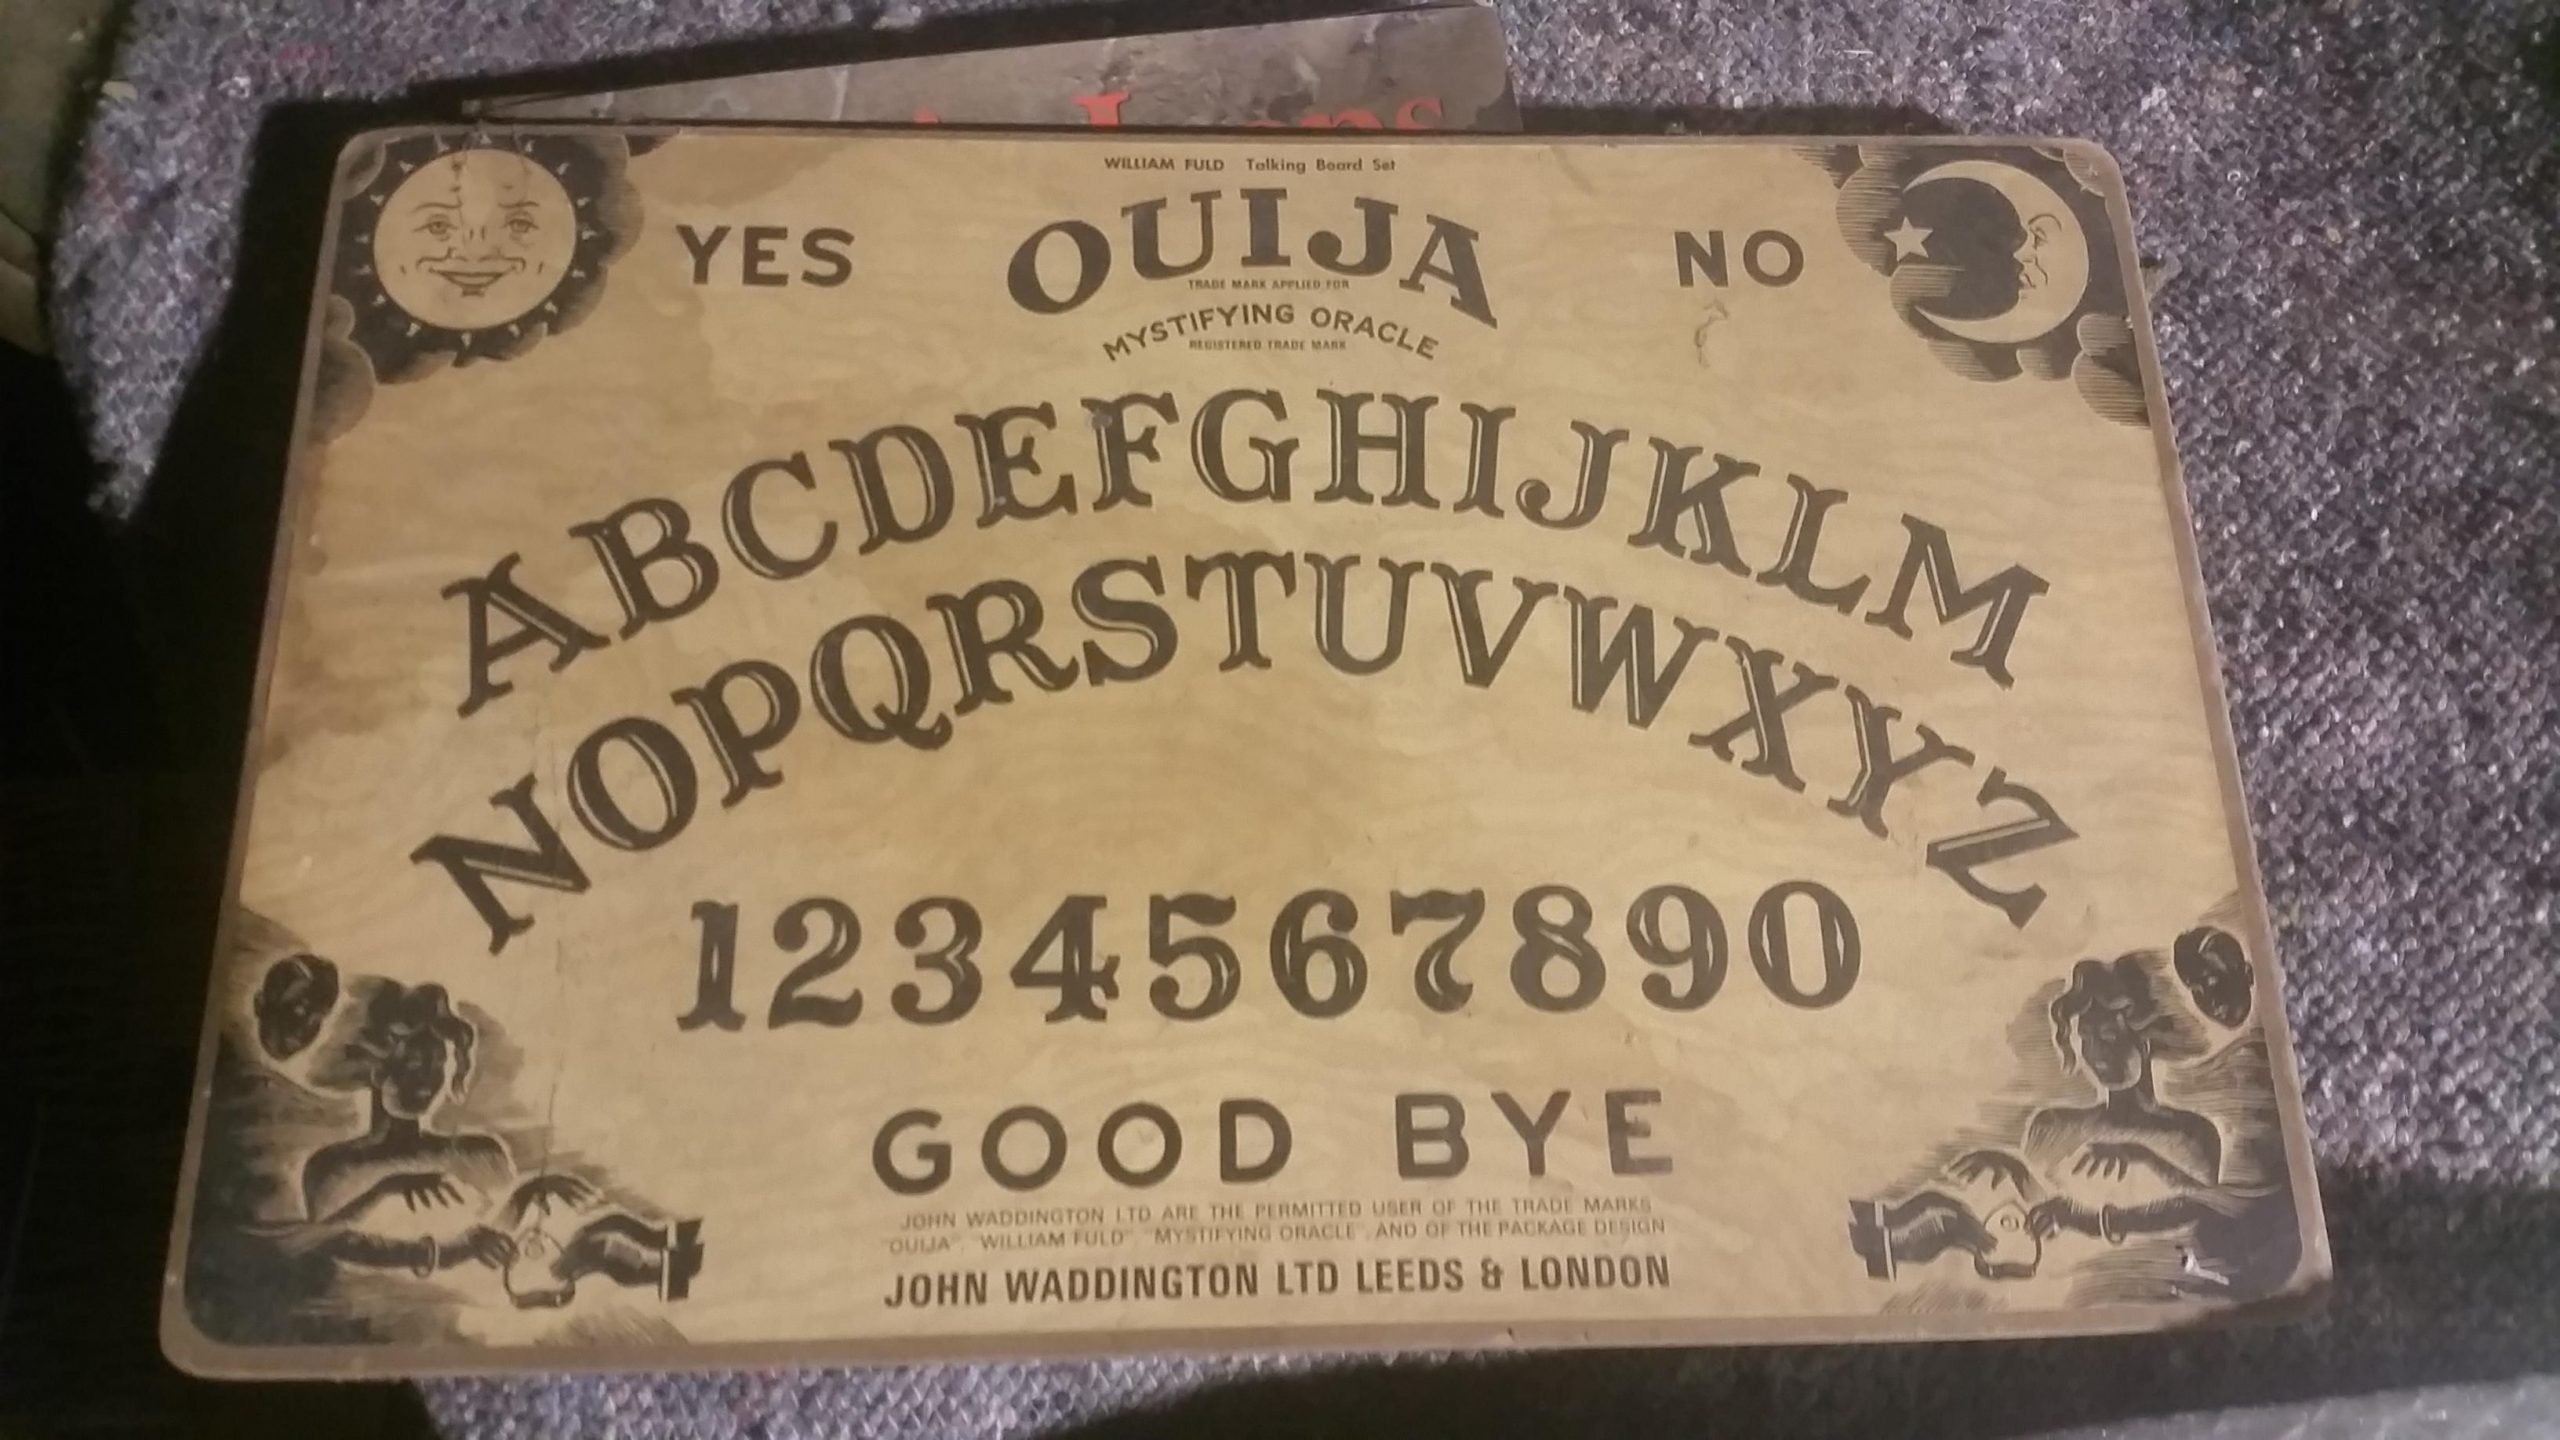 WILLIAM FULD Talking Board Set
YES OUIJA NO
TRADE MARK APPLIED FOR
MYSTIFYING ORACLE
REGISTERED TRADE MARK
ABCDEFGHIJKLM
NOPQRSTUVWXYZ
1234567890
GOOD BYE
JOHN WADDINGTON LTD ARE THE PERMITTED USER OF THE TRADE MARKS
"OUIJA", "WILLIAM FULD", "MYSTIFYING ORACLE", AND OF THE PACKAGE DESIGN
JOHN WADDINGTON LTD LEEDS & LONDON